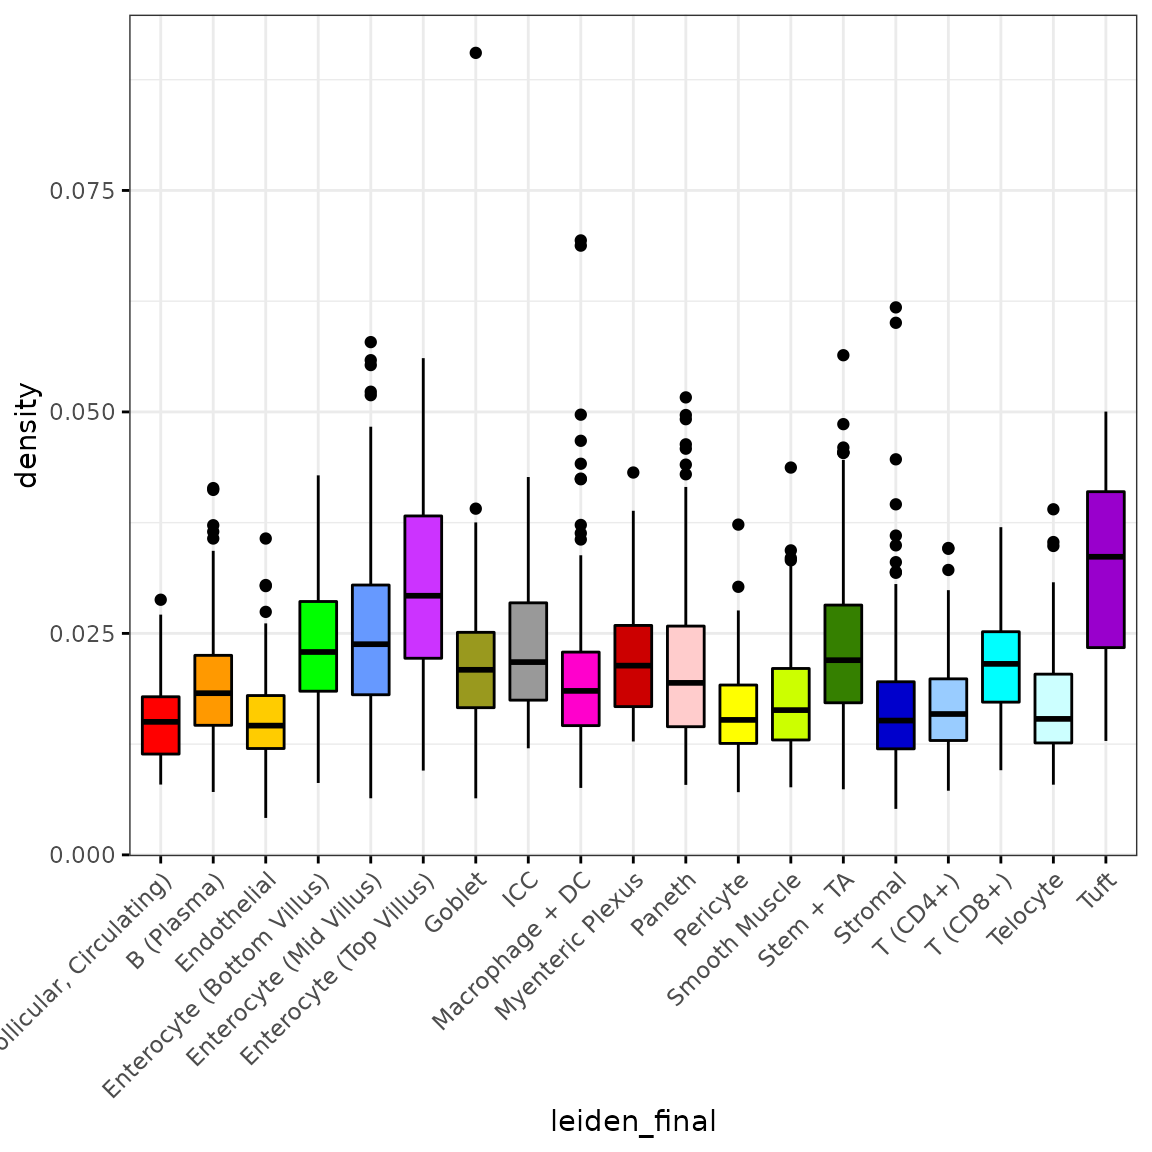 density
0.075
0.050
0.025
0.000
ollicular, Circulating)
B (Plasma)
Endothelial
Enterocyte (Bottom Villus)
Enterocyte (Mid Villus)
Enterocyte (Top Villus)
Goblet
ICC
Macrophage + DC
Myenteric Plexus
Paneth
Pericyte
Smooth Muscle
Stem + TA
Stromal
T (CD4+)
T (CD8+)
Telocyte
Tuft
leiden_final